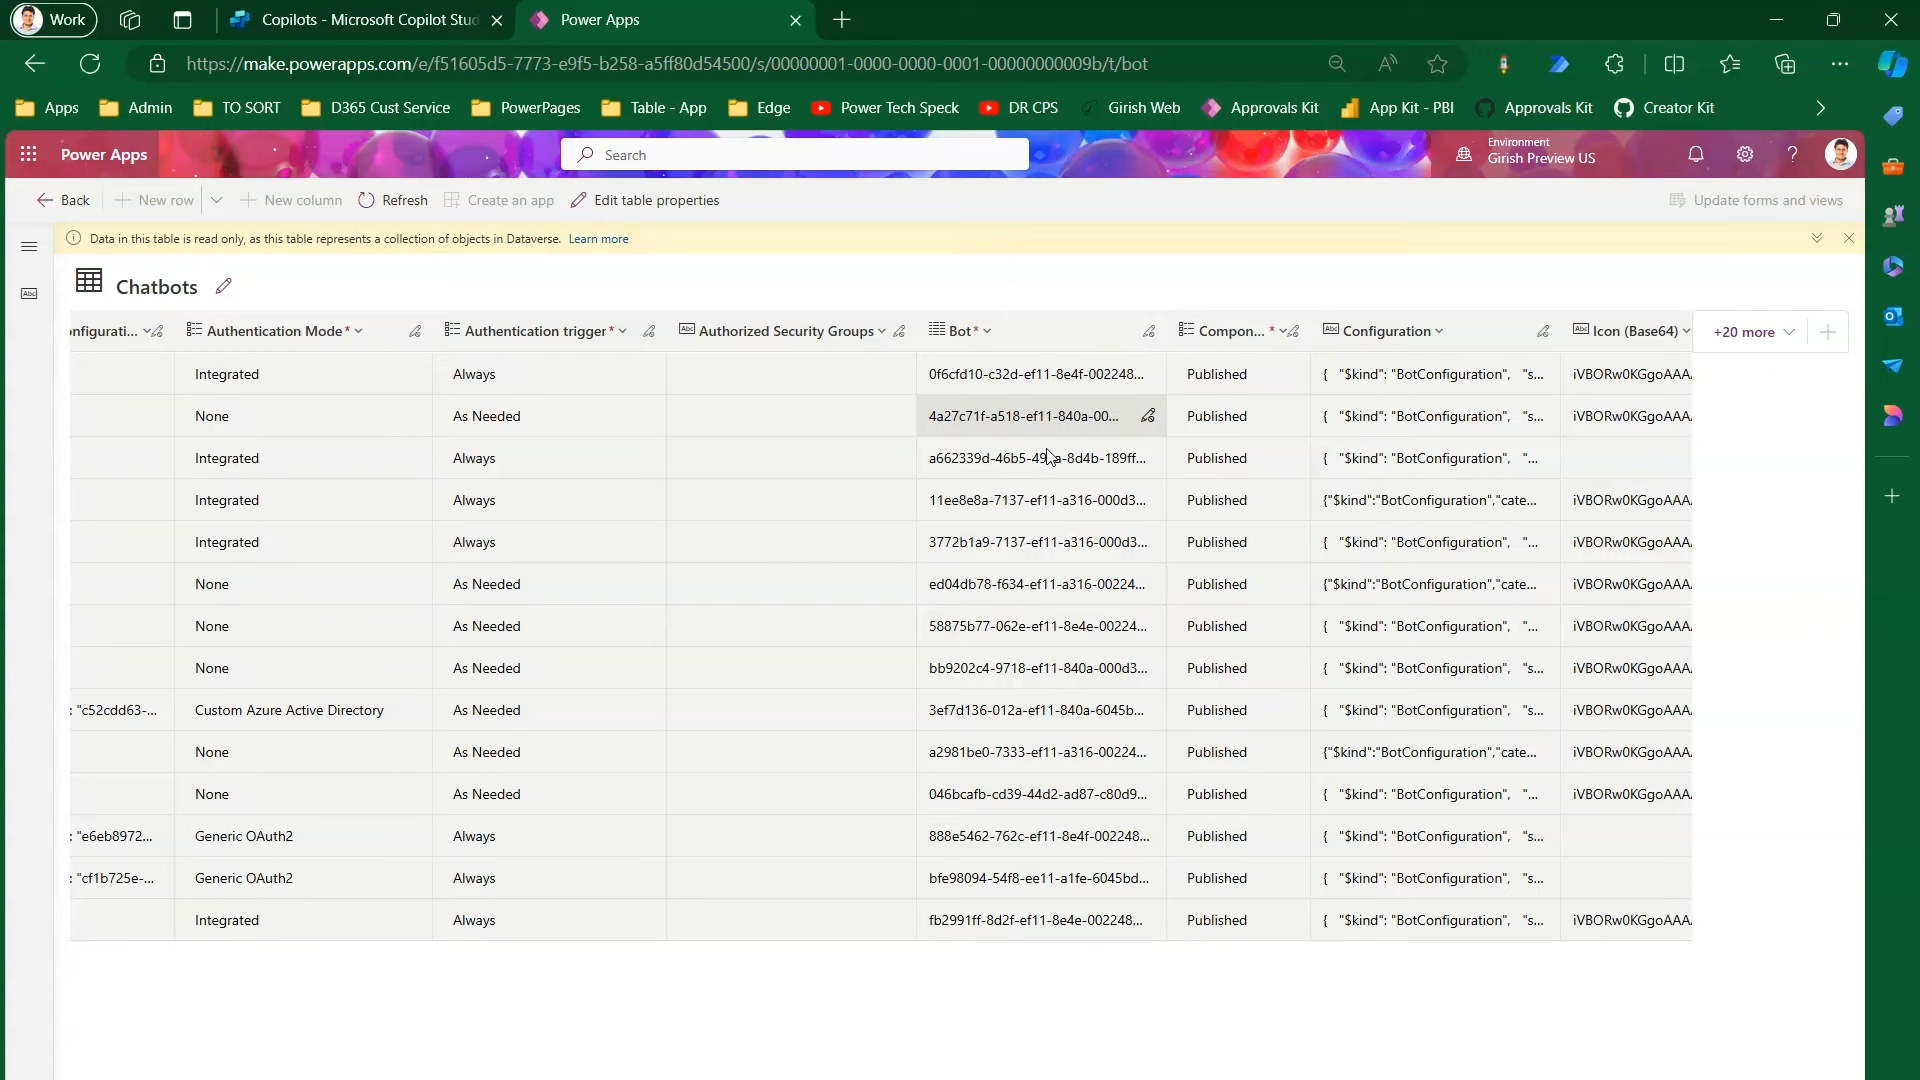 Work
Copilots - Microsoft Copilot Stud
Power Apps
https://make.powerapps.com/e/f51605d5-7773-e9f5-b258-a5ff80d54500/s/00000001-0000-0000-0001-00000000009b/t/bot
Apps Admin TO SORT D365 Cust Service PowerPages Table - App Edge Power Tech Speck DR CPS Girish Web Approvals Kit App Kit - PBI Approvals Kit Creator Kit
Power Apps
Search
Environment
Girish Preview US
Back New row New column Refresh Create an app Edit table properties Update forms and views
Data in this table is read only, as this table represents a collection of objects in Dataverse. Learn more
Abc
Chatbots
onfigurati... Authentication Mode * Authentication trigger * Abc Authorized Security Groups Bot * Compon... * Abc Configuration Abc Icon (Base64) +20 more
Integrated Always 0f6cfd10-c32d-ef11-8e4f-002248... Published { "$kind": "BotConfiguration", "s... iVBORw0KGgoAAA
None As Needed 4a27c71f-a518-ef11-840a-00... Published { "$kind": "BotConfiguration", "s... iVBORw0KGgoAAA
Integrated Always Published { "$kind": "BotConfiguration", "...
Integrated Always 11ee8e8a-7137-ef11-a316-000d3... Published {"$kind":"BotConfiguration","cate... iVBORw0KGgoAAA
Integrated Always 3772b1a9-7137-ef11-a316-000d3... Published { "$kind": "BotConfiguration", "... iVBORw0KGgoAAA
None As Needed ed04db78-f634-ef11-a316-00224... Published {"$kind":"BotConfiguration","cate... iVBORw0KGgoAAA
None As Needed 58875b77-062e-ef11-8e4e-00224... Published { "$kind": "BotConfiguration", "... iVBORw0KGgoAAA
None As Needed bb9202c4-9718-ef11-840a-000d3... Published { "$kind": "BotConfiguration", "s... iVBORw0KGgoAAA
: "c52cdd63-... Custom Azure Active Directory As Needed 3ef7d136-012a-ef11-840a-6045b... Published { "$kind": "BotConfiguration", "s... iVBORw0KGgoAAA
None As Needed a2981be0-7333-ef11-a316-00224... Published {"$kind":"BotConfiguration","cate... iVBORw0KGgoAAA
None As Needed 046bcafb-cd39-44d2-ad87-c80d9... Published { "$kind": "BotConfiguration", "... iVBORw0KGgoAAA
: "e6eb8972... Generic OAuth2 Always 888e5462-762c-ef11-8e4f-002248... Published { "$kind": "BotConfiguration", "s...
: "cf1b725e-... Generic OAuth2 Always bfe98094-54f8-ee11-a1fe-6045bd... Published { "$kind": "BotConfiguration", "s...
Integrated Always fb2991ff-8d2f-ef11-8e4e-002248... Published { "$kind": "BotConfiguration", "s... iVBORw0KGgoAAA